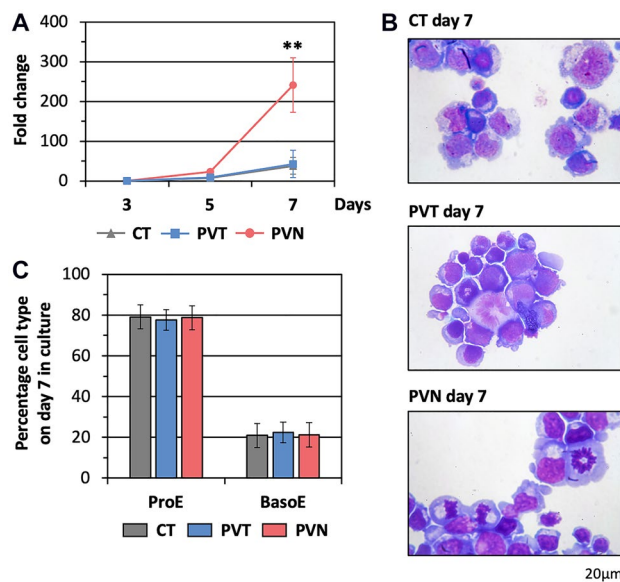 A
400
300
200
100
0
Fold change
**
3 5 7 Days
CT PVT PVN
B
CT day 7
PVT day 7
PVN day 7
20μm
C
100
80
60
40
20
0
Percentage cell type
on day 7 in culture
ProE BasoE
CT PVT PVN